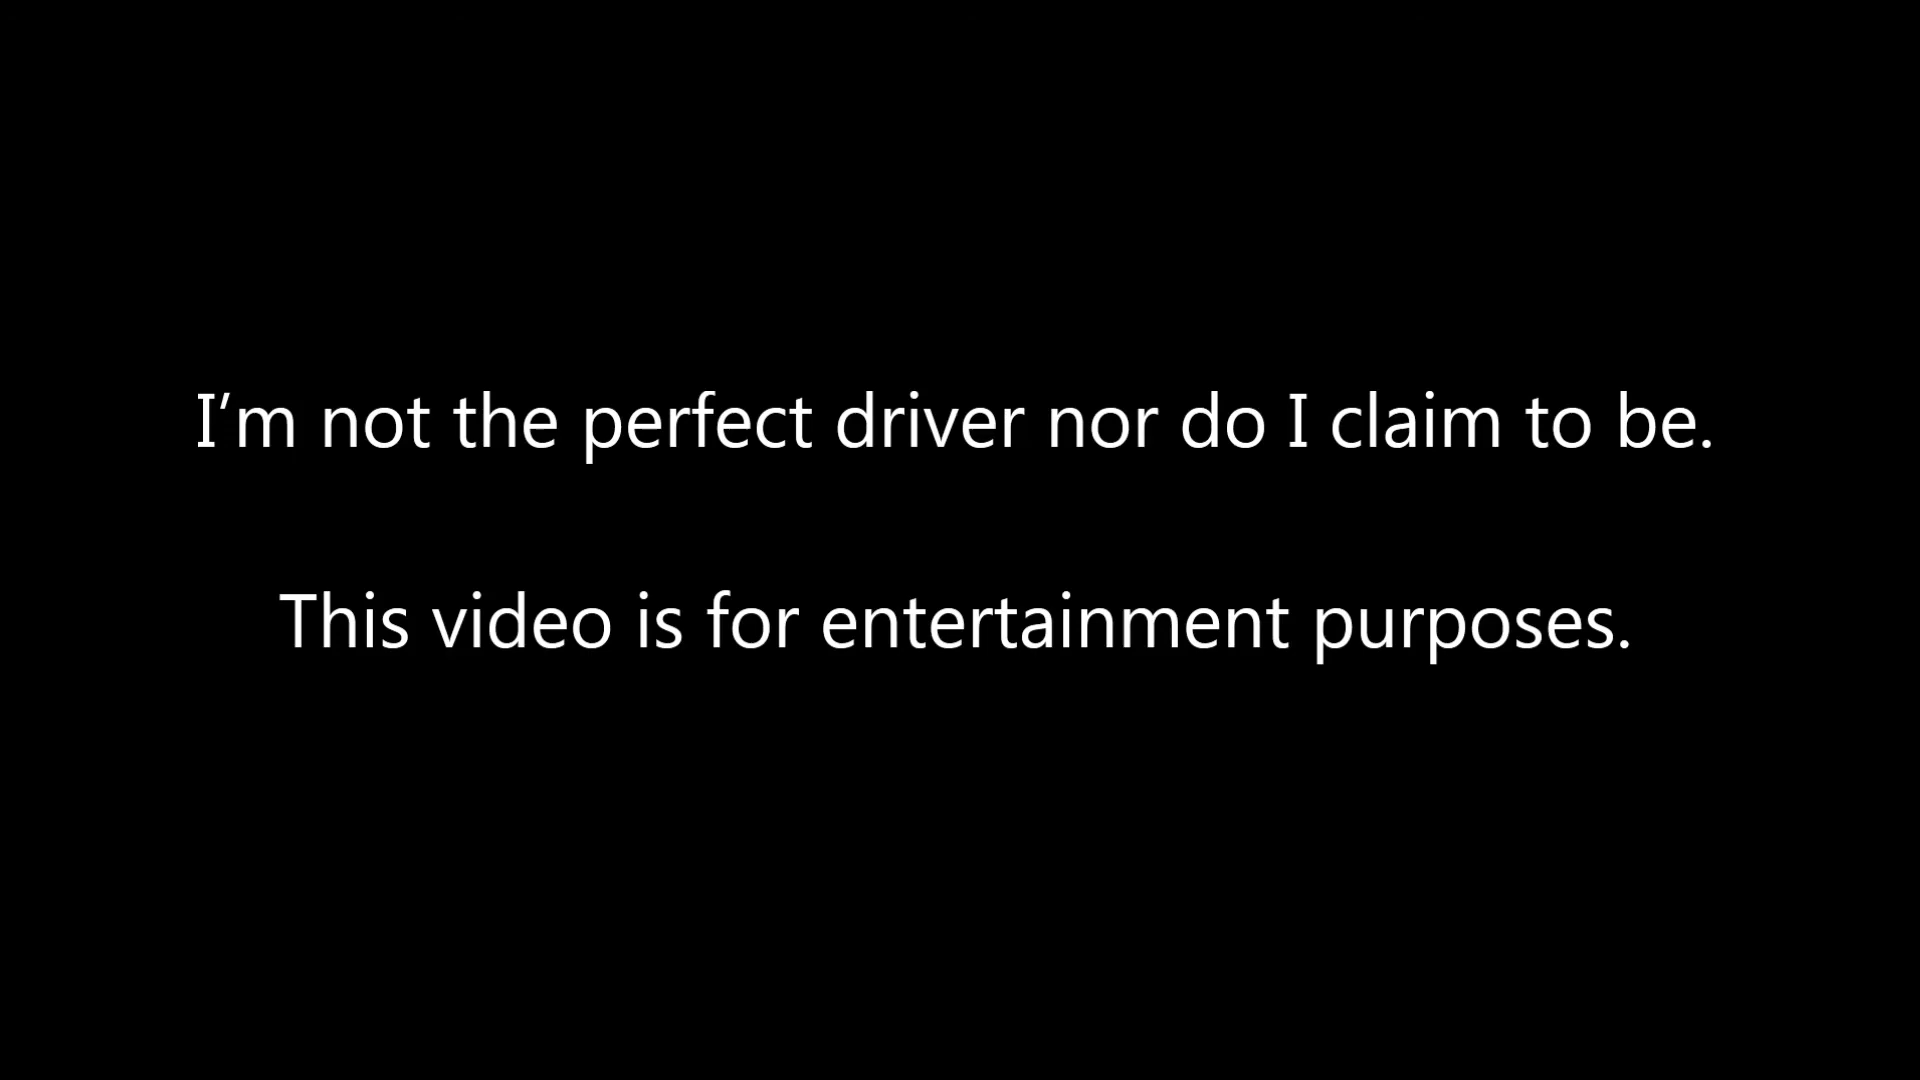 I’m not the perfect driver nor do I claim to be.
This video is for entertainment purposes.